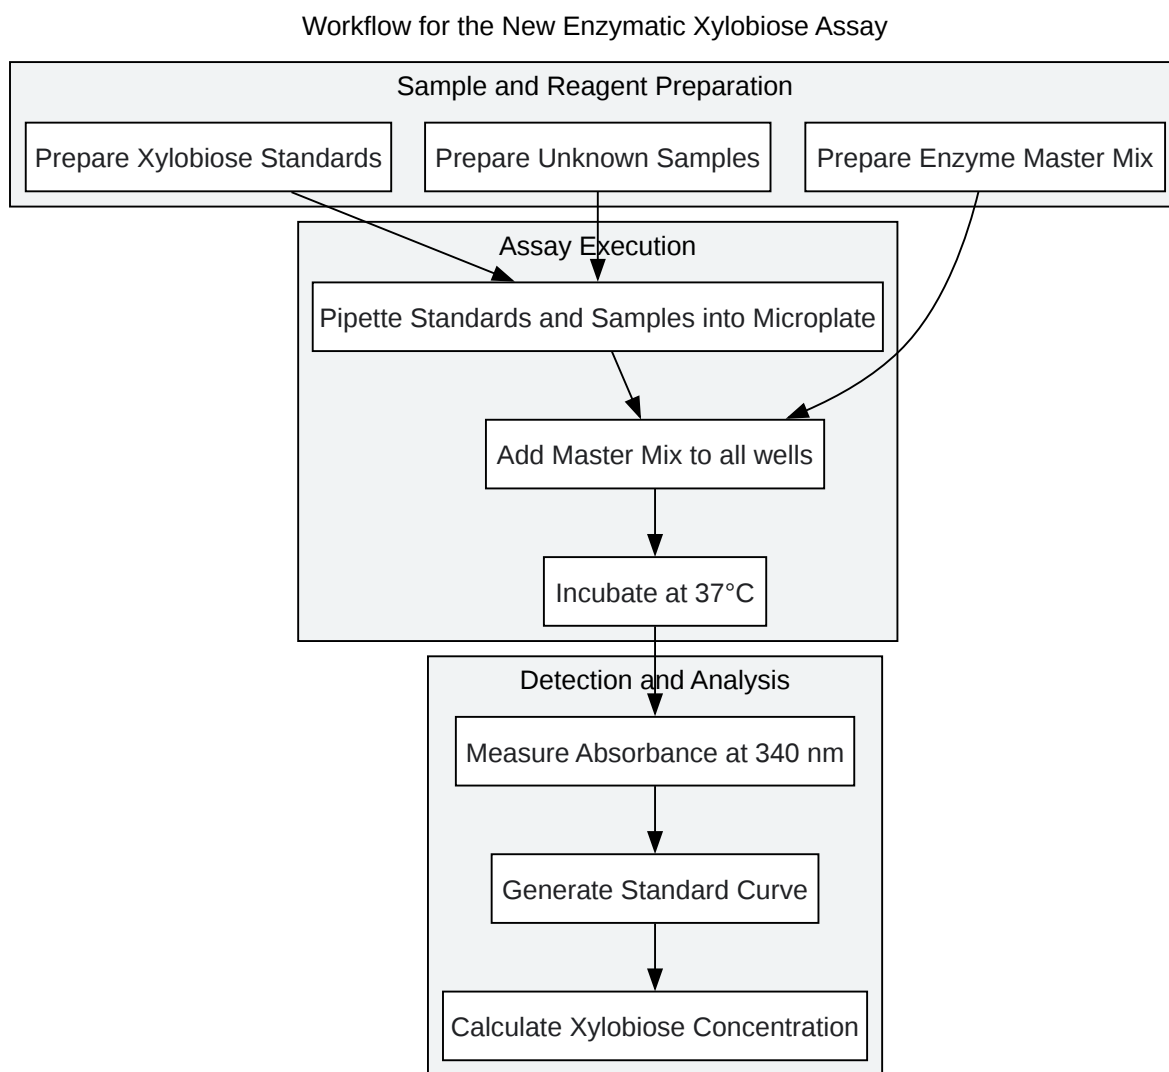 Workflow for the New Enzymatic Xylobiose Assay
Sample and Reagent Preparation
Prepare Xylobiose Standards
Prepare Unknown Samples
Prepare Enzyme Master Mix
Assay Execution
Pipette Standards and Samples into Microplate
Add Master Mix to all wells
Incubate at 37°C
Detection and Analysis
Measure Absorbance at 340 nm
Generate Standard Curve
Calculate Xylobiose Concentration